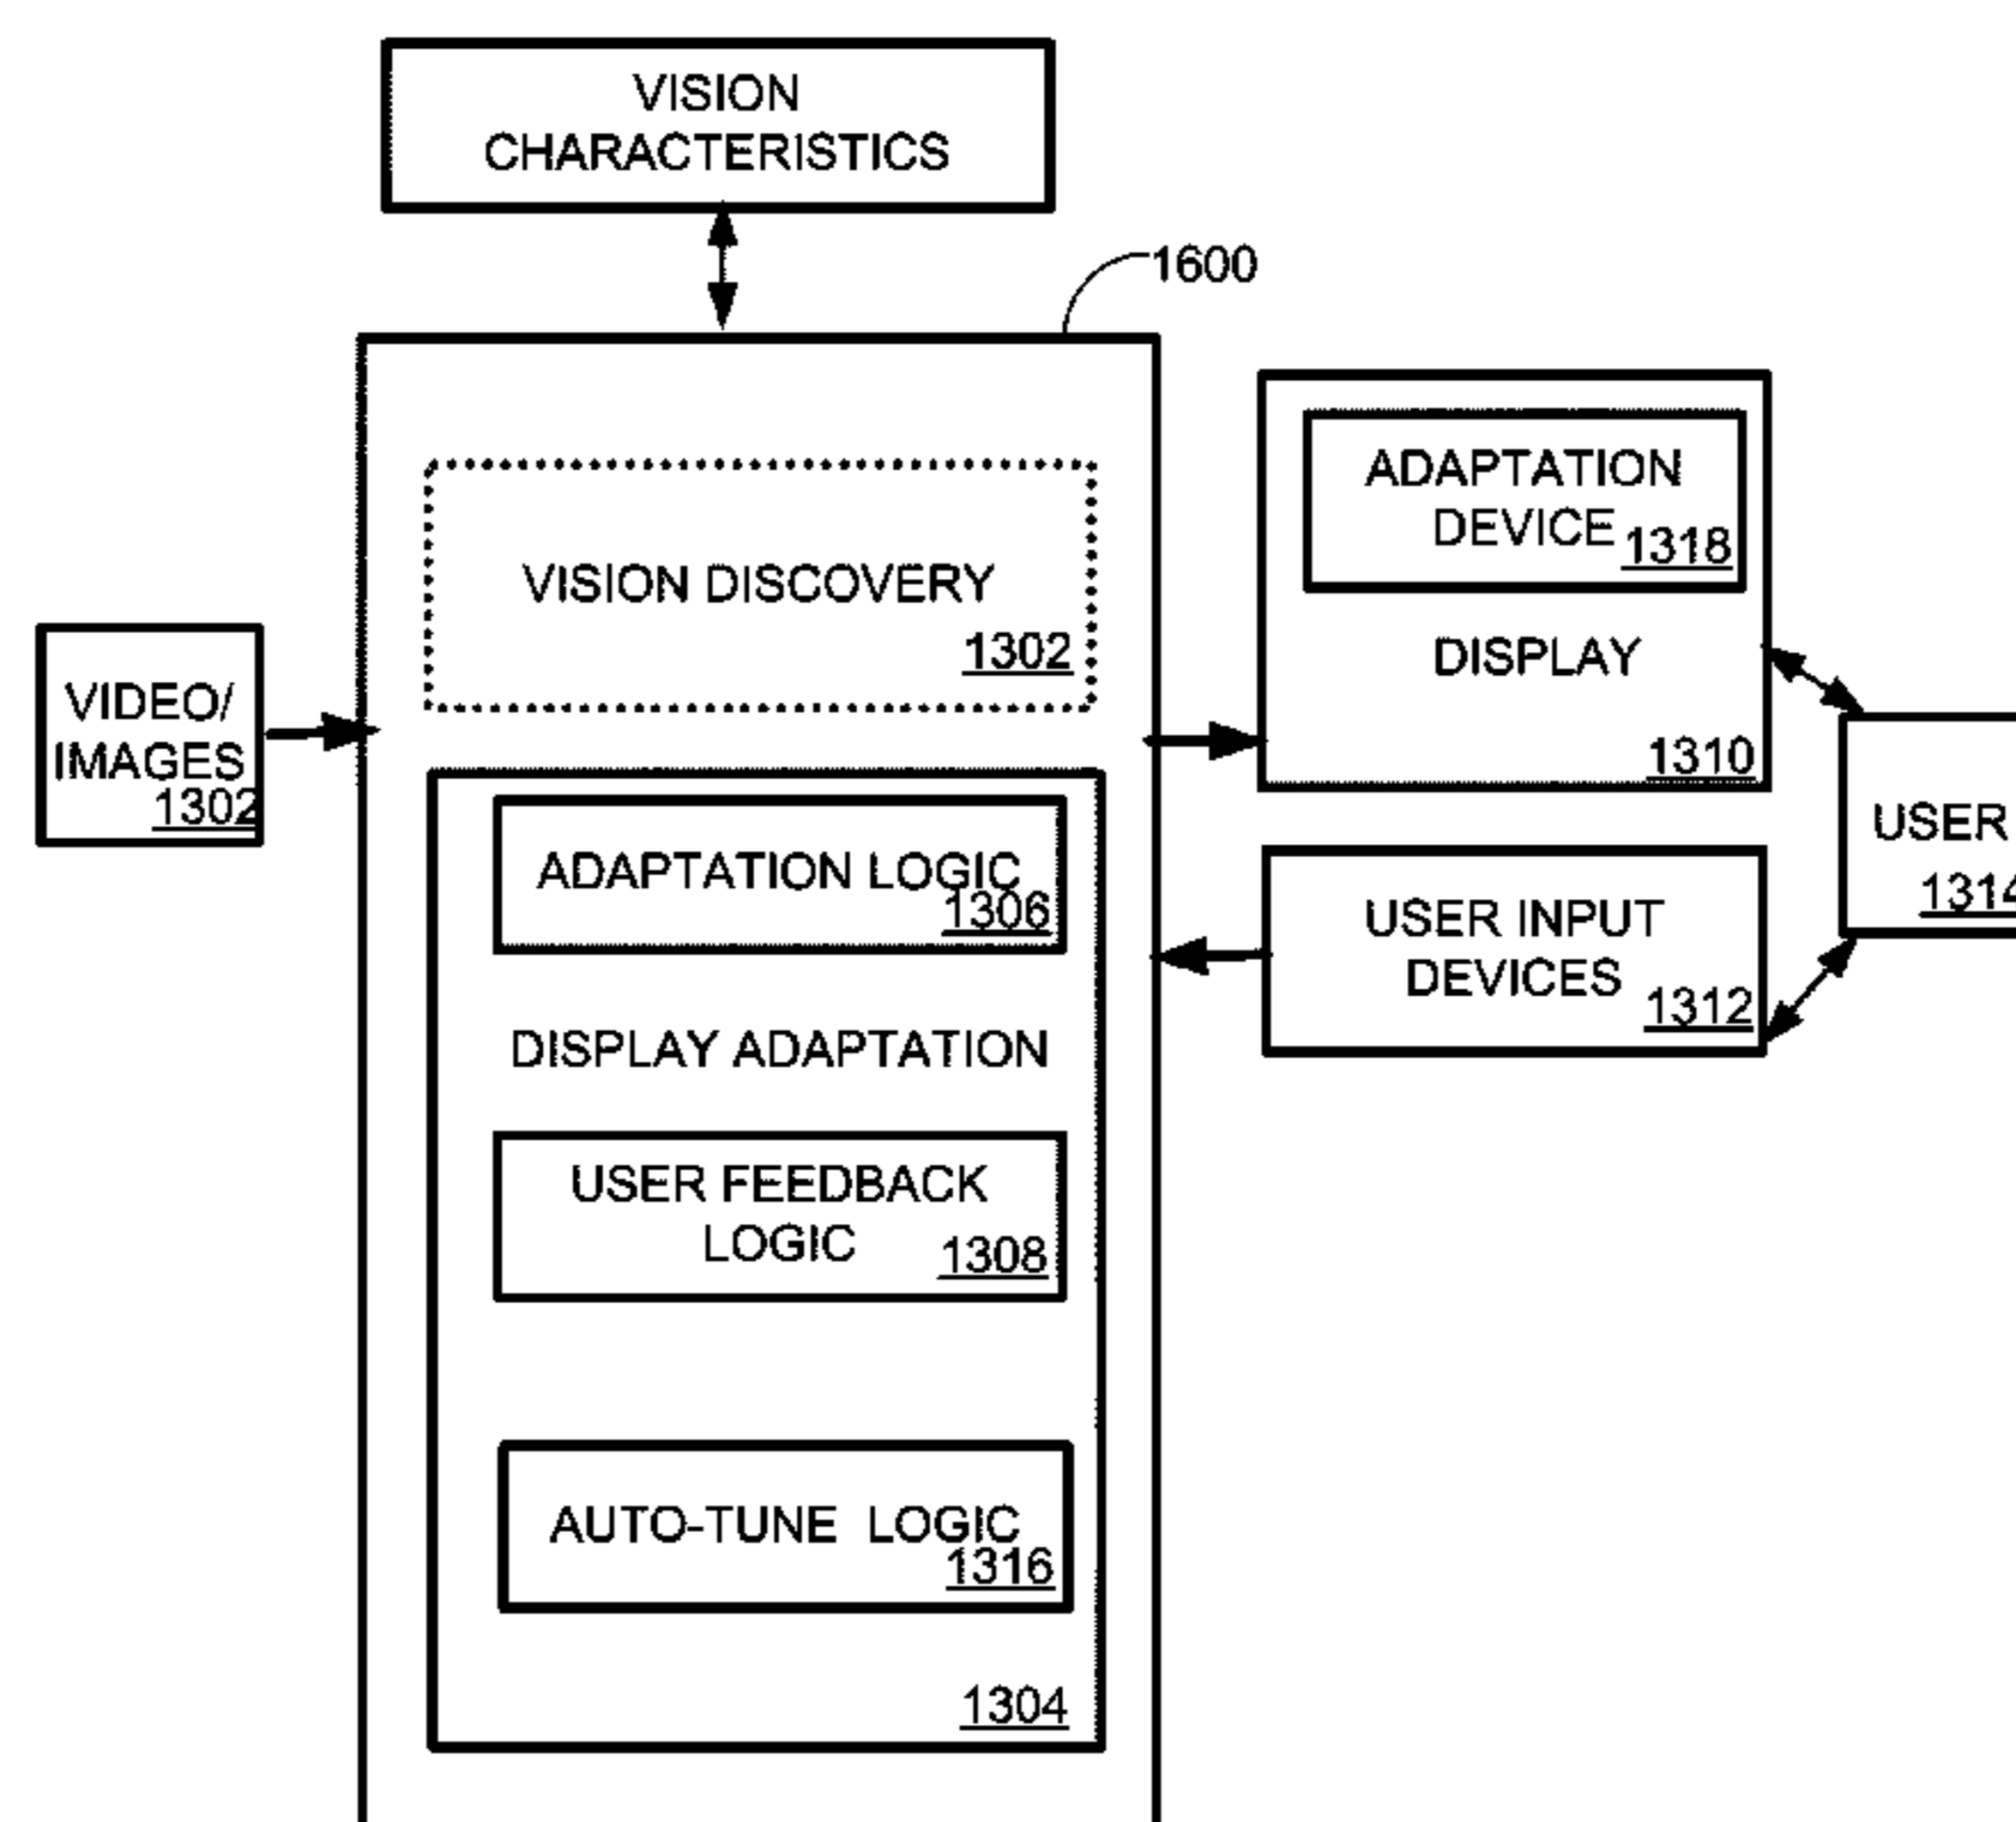 VISION
CHARACTERISTICS
1600
VISION DISCOVERY
1302
VIDEO/
IMAGES
1302
ADAPTATION
DEVICE
1318
DISPLAY
1310
ADAPTATION LOGIC
1306
USER
1314
USER INPUT
DEVICES
1312
DISPLAY ADAPTATION
USER FEEDBACK
LOGIC
1308
AUTO-TUNE LOGIC
1316
1304